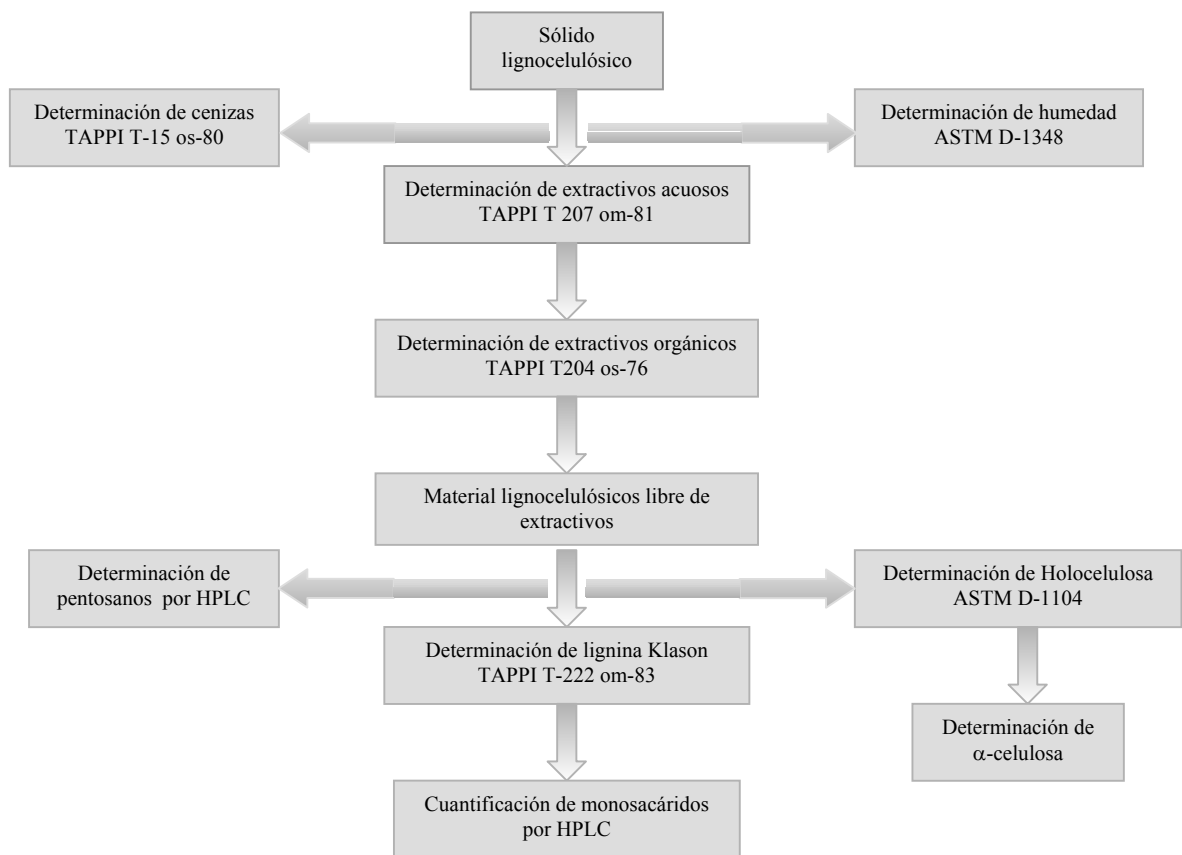 Sólido
lignocelulósico
Determinación de cenizas
TAPPI T-15 os-80
Determinación de humedad
ASTM D-1348
Determinación de extractivos acuosos
TAPPI T 207 om-81
Determinación de extractivos orgánicos
TAPPI T204 os-76
Material lignocelulósicos libre de
extractivos
Determinación de
pentosanos por HPLC
Determinación de Holocelulosa
ASTM D-1104
Determinación de lignina Klason
TAPPI T-222 om-83
Determinación de
α-celulosa
Cuantificación de monosacáridos
por HPLC